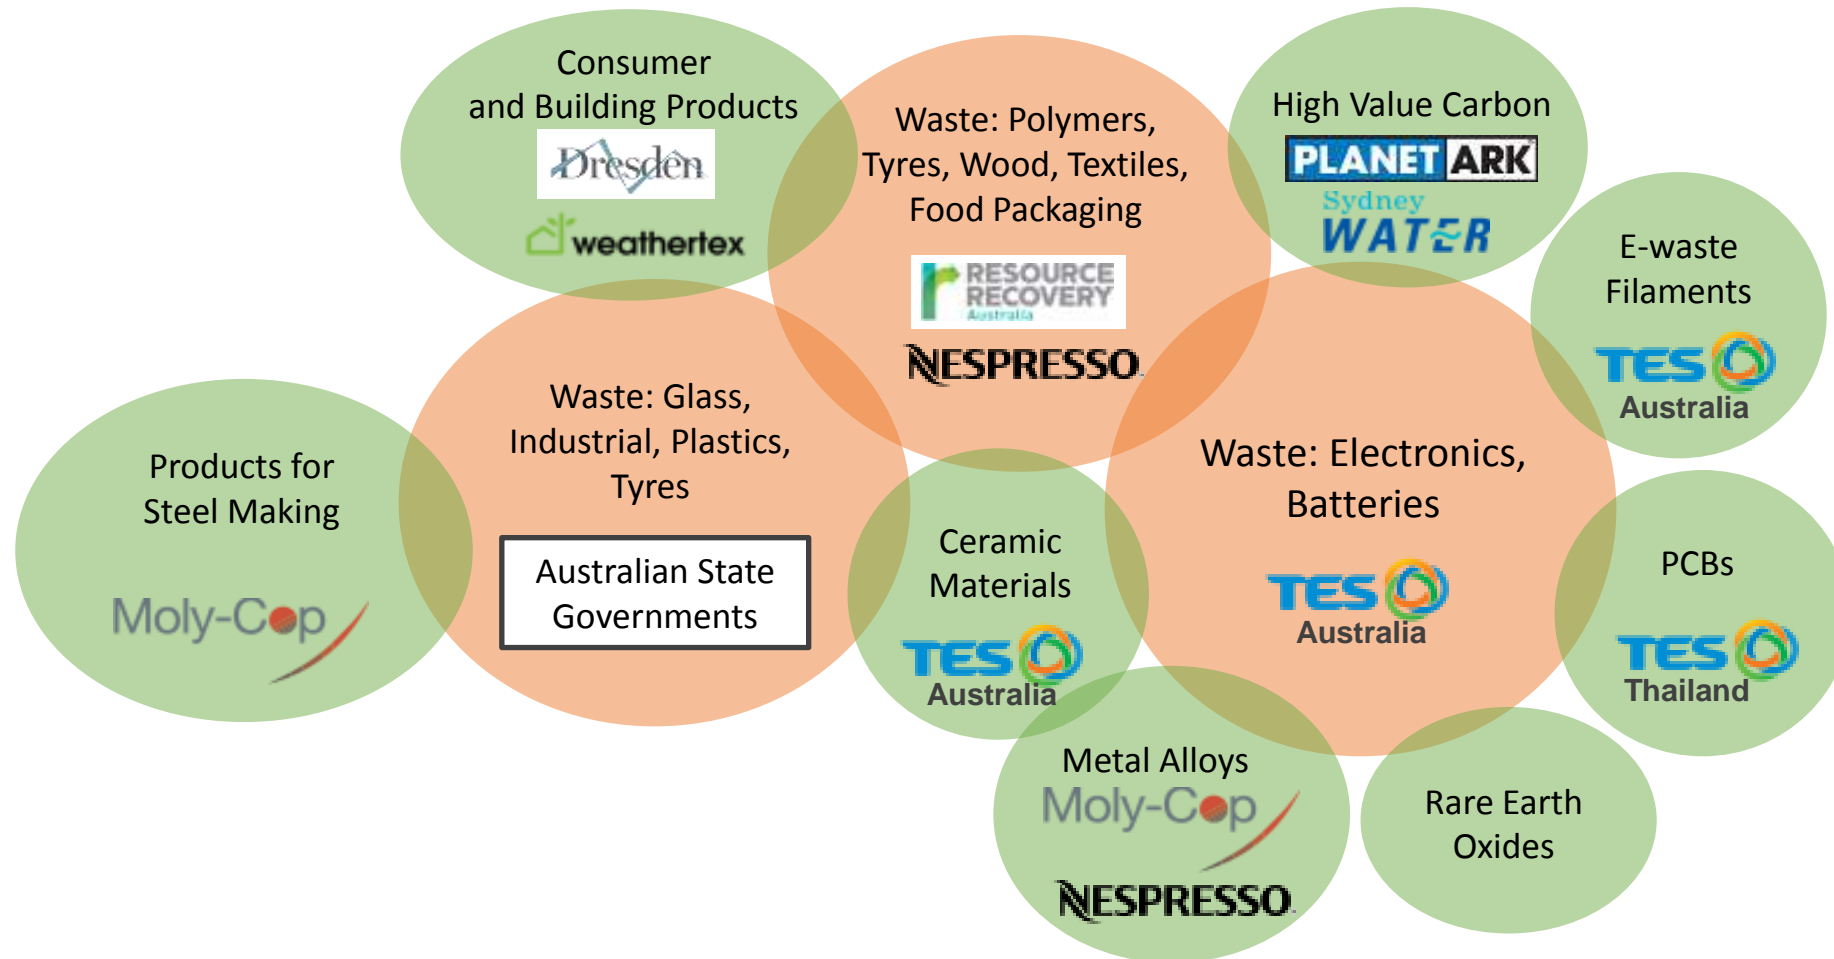 Consumer
and Building Products
Dresden
weathertex
Waste: Polymers,
Tyres, Wood, Textiles,
Food Packaging
RESOURCE
RECOVERY
Australia
NESPRESSO
High Value Carbon
PLANET ARK
Sydney
WATER
E-waste
Filaments
TES
Australia
Products for
Steel Making
Moly-Cop
Waste: Glass,
Industrial, Plastics,
Tyres
Australian State
Governments
Ceramic
Materials
TES
Australia
Waste: Electronics,
Batteries
TES
Australia
PCBs
TES
Thailand
Metal Alloys
Moly-Cop
NESPRESSO
Rare Earth
Oxides